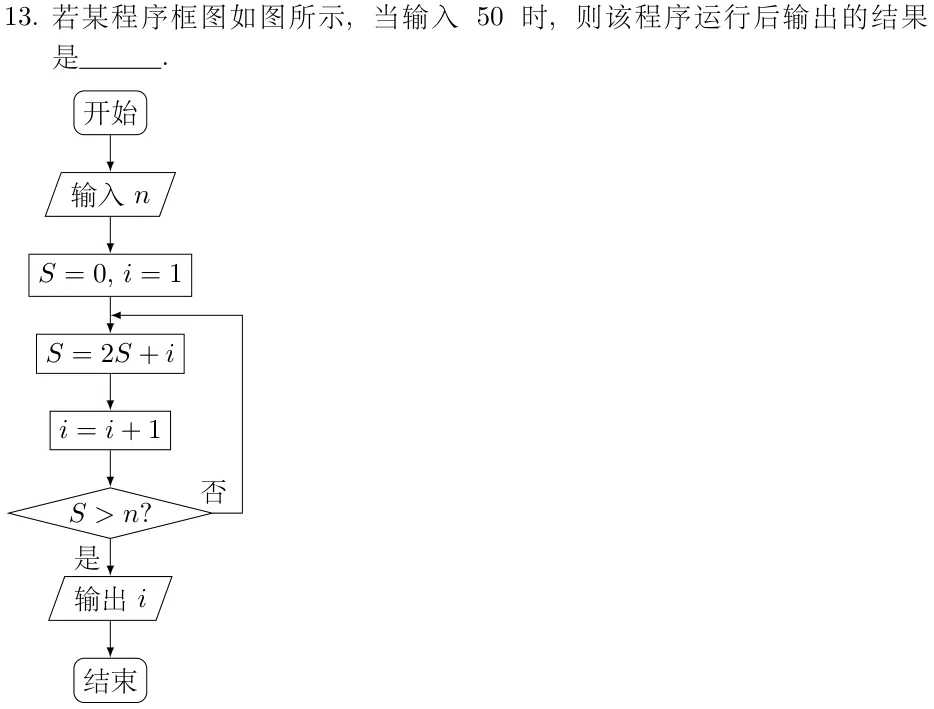 13. 若某程序框图如图所示, 当输入 50 时, 则该程序运行后输出的结果
是______.
开始
输入 n
S = 0, i = 1
S = 2S + i
i = i + 1
否
S > n?
是
输出 i
结束